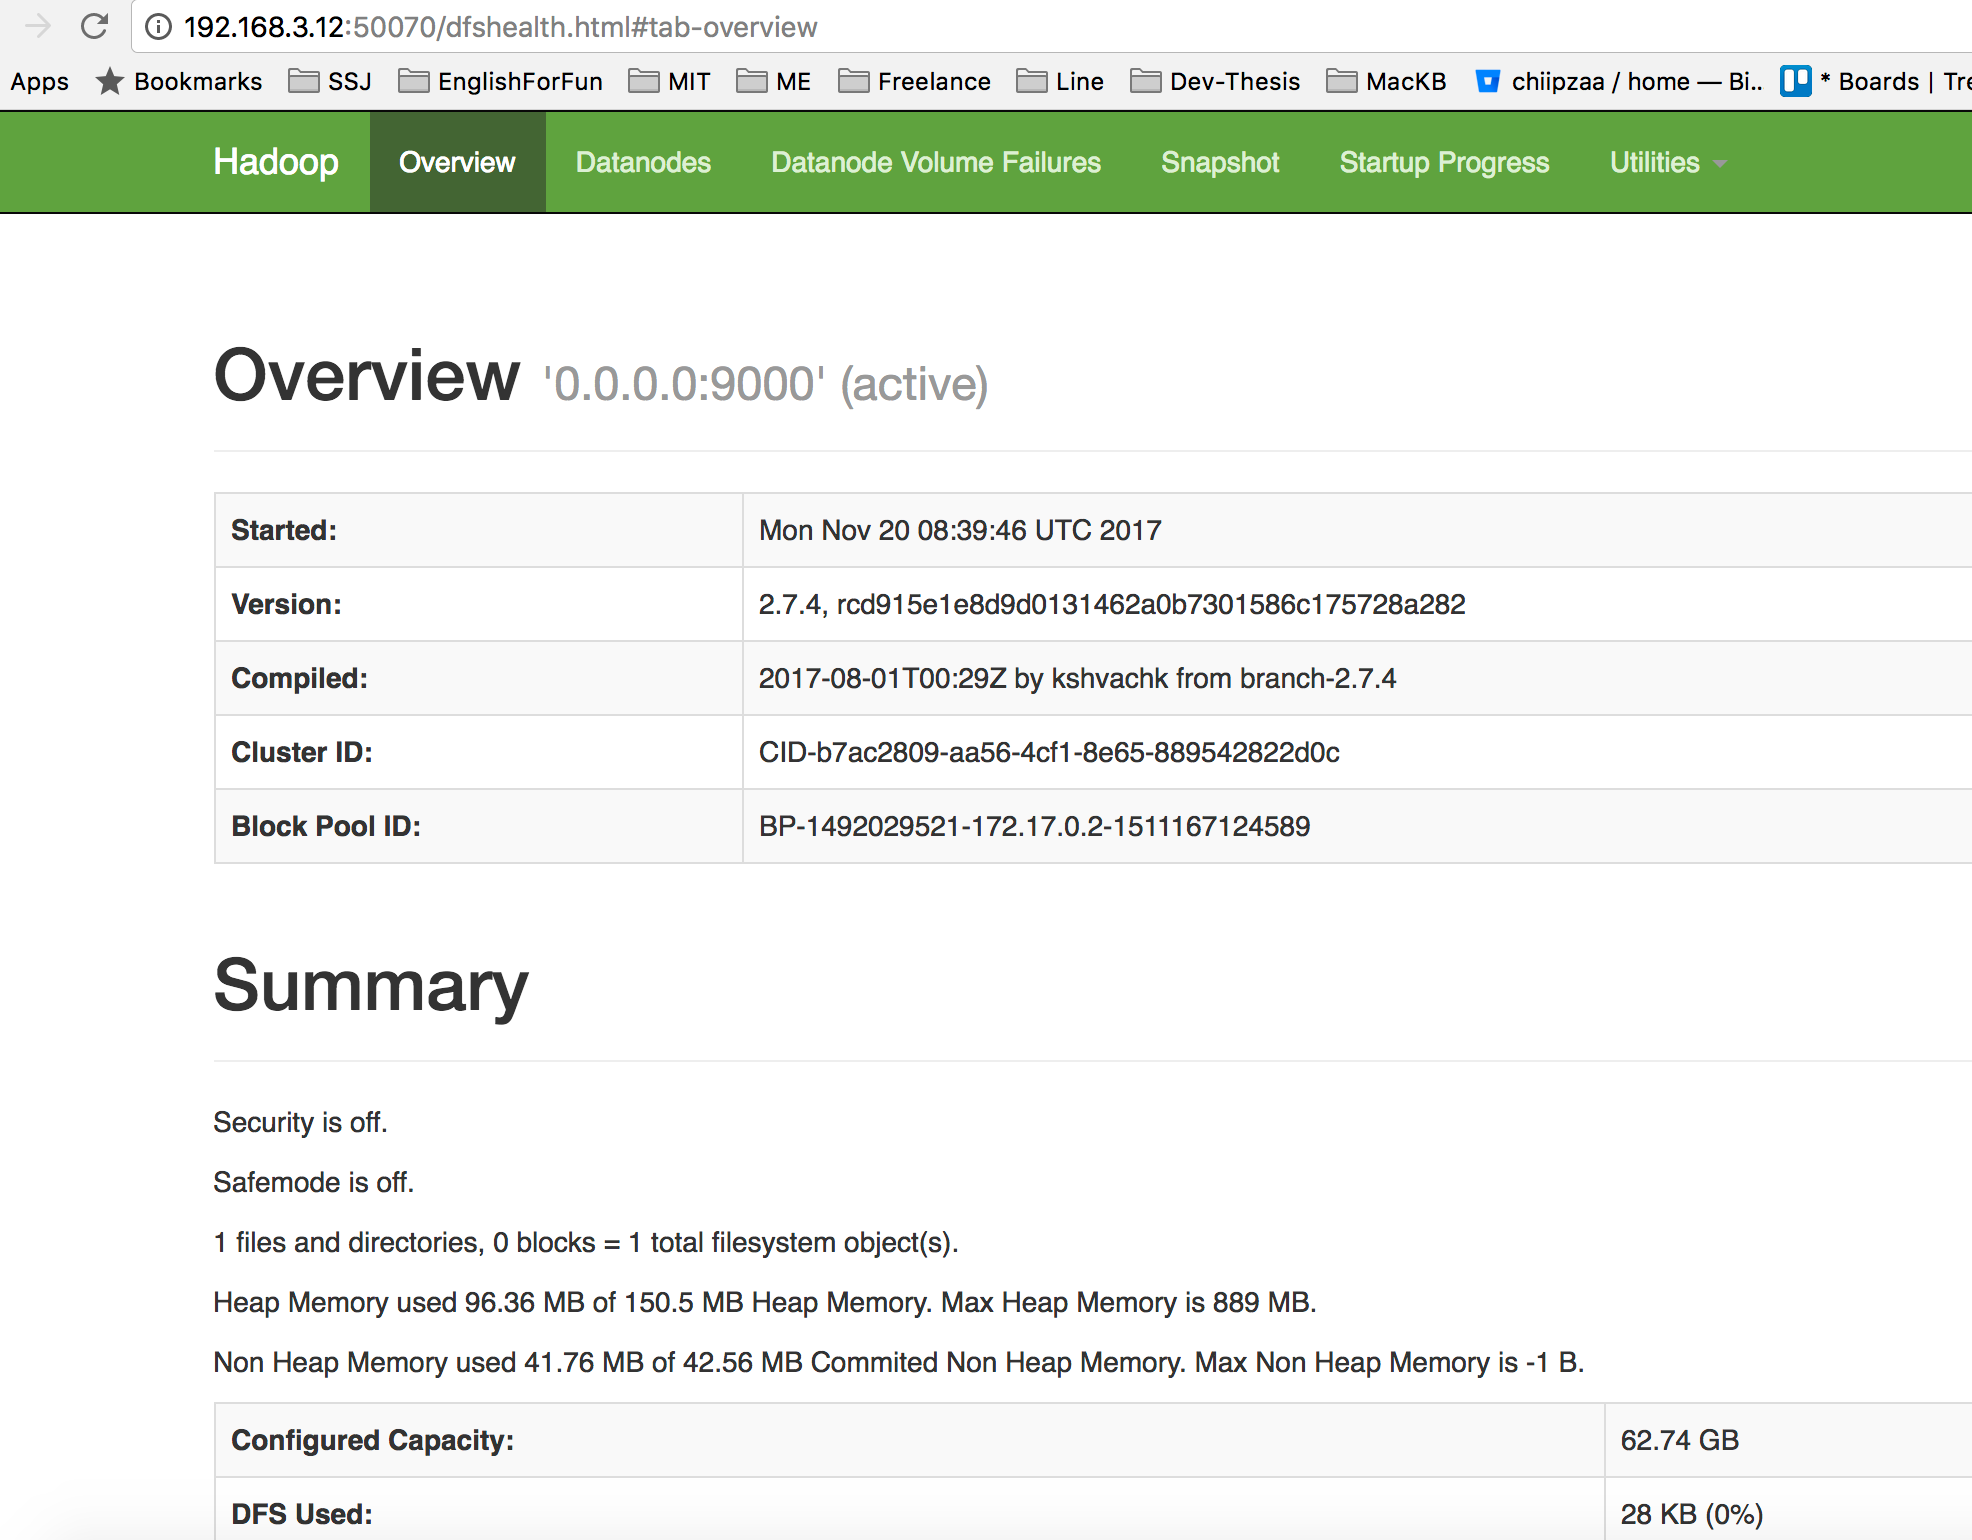 192.168.3.12:50070/dfshealth.html#tab-overview
Apps Bookmarks SSJ EnglishForFun MIT ME Freelance Line Dev-Thesis MacKB chiipzaa / home — Bi.. * Boards | Tre
Hadoop Overview Datanodes Datanode Volume Failures Snapshot Startup Progress Utilities
Overview '0.0.0.0:9000' (active)
Started: Mon Nov 20 08:39:46 UTC 2017
Version: 2.7.4, rcd915e1e8d9d0131462a0b7301586c175728a282
Compiled: 2017-08-01T00:29Z by kshvachk from branch-2.7.4
Cluster ID: CID-b7ac2809-aa56-4cf1-8e65-889542822d0c
Block Pool ID: BP-1492029521-172.17.0.2-1511167124589
Summary
Security is off.
Safemode is off.
1 files and directories, 0 blocks = 1 total filesystem object(s).
Heap Memory used 96.36 MB of 150.5 MB Heap Memory. Max Heap Memory is 889 MB.
Non Heap Memory used 41.76 MB of 42.56 MB Commited Non Heap Memory. Max Non Heap Memory is -1 B.
Configured Capacity: 62.74 GB
DFS Used: 28 KB (0%)